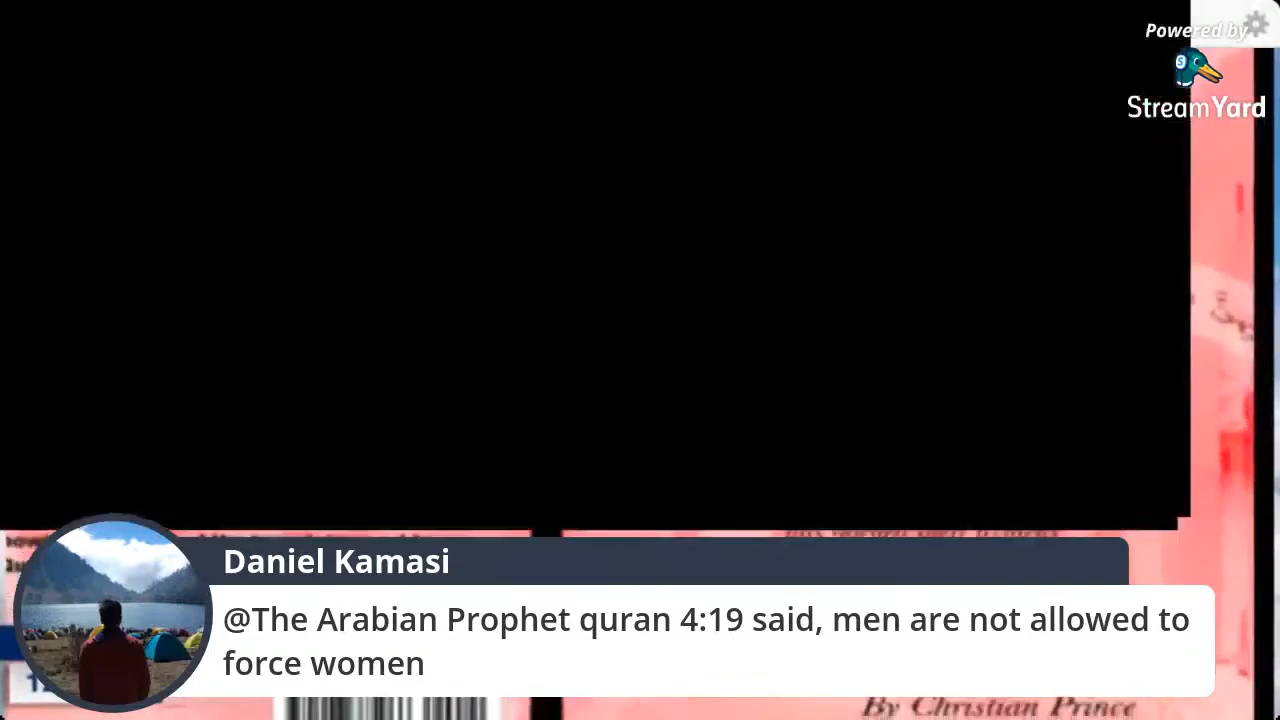 Powered by
StreamYard
Daniel Kamasi
@The Arabian Prophet quran 4:19 said, men are not allowed to
force women
By Christian Prince